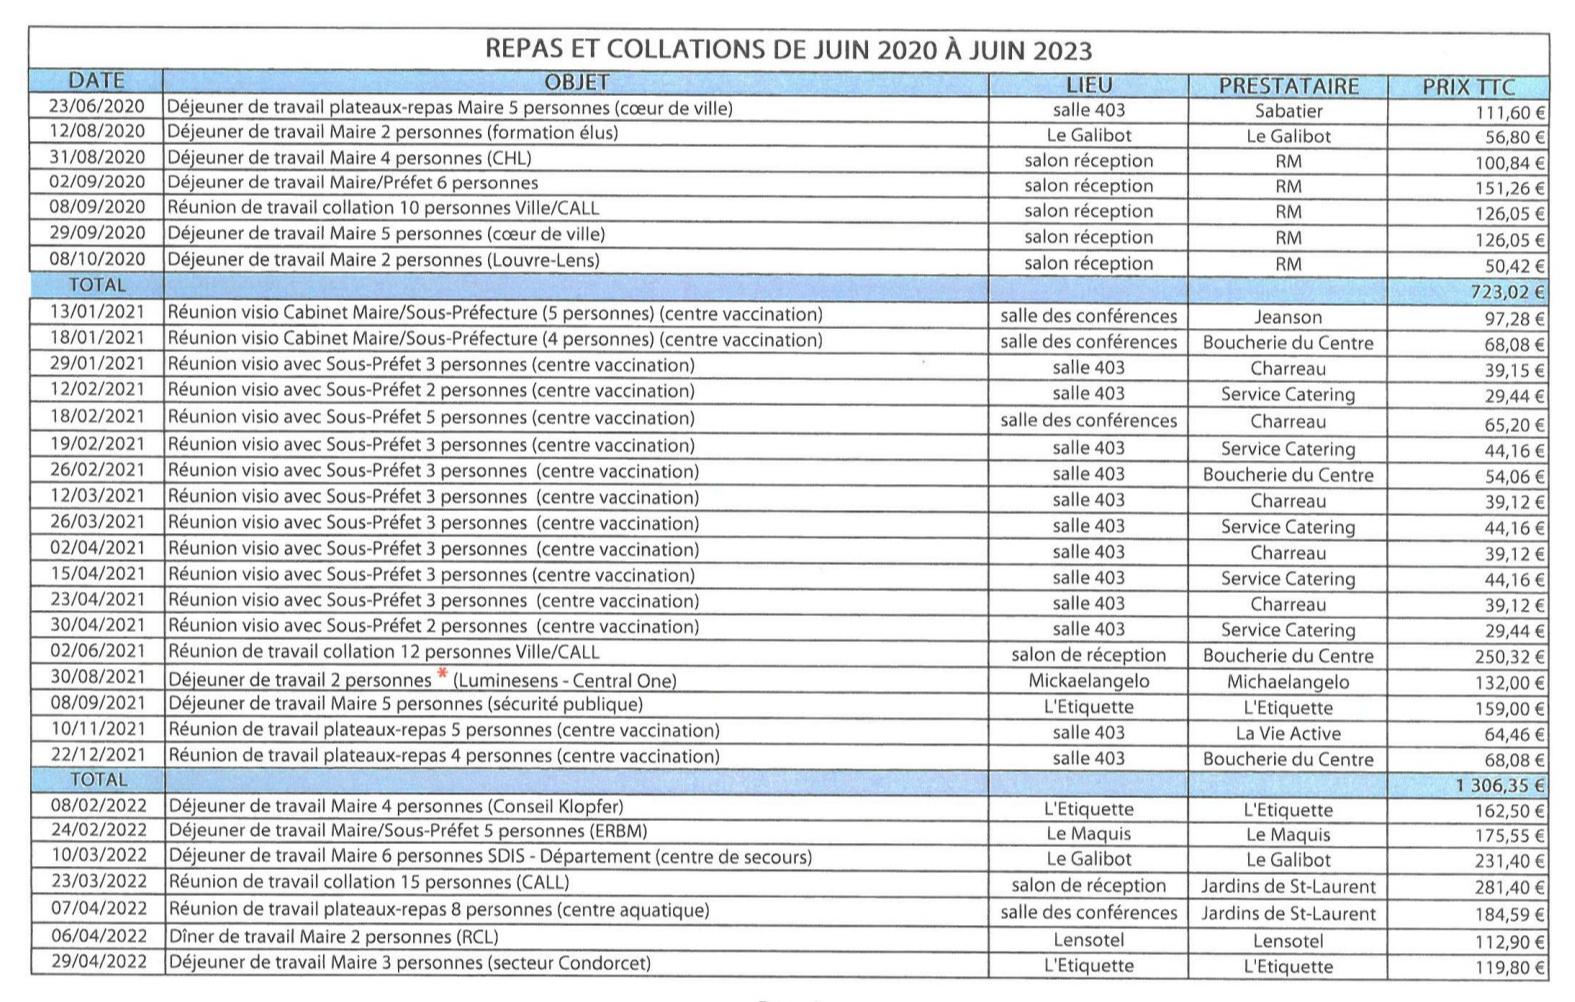 REPAS ET COLLATIONS DE JUIN 2020 À JUIN 2023
DATE OBJET LIEU PRESTATAIRE PRIX TTC
23/06/2020 Déjeuner de travail plateaux-repas Maire 5 personnes (cœur de ville) salle 403 Sabatier 111,60 €
12/08/2020 Déjeuner de travail Maire 2 personnes (formation élus) Le Galibot Le Galibot 56,80 €
31/08/2020 Déjeuner de travail Maire 4 personnes (CHL) salon réception RM 100,84 €
02/09/2020 Déjeuner de travail Maire/Préfet 6 personnes salon réception RM 151,26 €
08/09/2020 Réunion de travail collation 10 personnes Ville/CALL salon réception RM 126,05 €
29/09/2020 Déjeuner de travail Maire 5 personnes (cœur de ville) salon réception RM 126,05 €
08/10/2020 Déjeuner de travail Maire 2 personnes (Louvre-Lens) salon réception RM 50,42 €
TOTAL 723,02 €
13/01/2021 Réunion visio Cabinet Maire/Sous-Préfecture (5 personnes) (centre vaccination) salle des conférences Jeanson 97,28 €
18/01/2021 Réunion visio Cabinet Maire/Sous-Préfecture (4 personnes) (centre vaccination) salle des conférences Boucherie du Centre 68,08 €
29/01/2021 Réunion visio avec Sous-Préfet 3 personnes (centre vaccination) salle 403 Charreau 39,15 €
12/02/2021 Réunion visio avec Sous-Préfet 2 personnes (centre vaccination) salle 403 Service Catering 29,44 €
18/02/2021 Réunion visio avec Sous-Préfet 5 personnes (centre vaccination) salle des conférences Charreau 65,20 €
19/02/2021 Réunion visio avec Sous-Préfet 3 personnes (centre vaccination) salle 403 Service Catering 44,16 €
26/02/2021 Réunion visio avec Sous-Préfet 3 personnes (centre vaccination) salle 403 Boucherie du Centre 54,06 €
12/03/2021 Réunion visio avec Sous-Préfet 3 personnes (centre vaccination) salle 403 Charreau 39,12 €
26/03/2021 Réunion visio avec Sous-Préfet 3 personnes (centre vaccination) salle 403 Service Catering 44,16 €
02/04/2021 Réunion visio avec Sous-Préfet 3 personnes (centre vaccination) salle 403 Charreau 39,12 €
15/04/2021 Réunion visio avec Sous-Préfet 3 personnes (centre vaccination) salle 403 Service Catering 44,16 €
23/04/2021 Réunion visio avec Sous-Préfet 3 personnes (centre vaccination) salle 403 Charreau 39,12 €
30/04/2021 Réunion visio avec Sous-Préfet 2 personnes (centre vaccination) salle 403 Service Catering 29,44 €
02/06/2021 Réunion de travail collation 12 personnes Ville/CALL salon de réception Boucherie du Centre 250,32 €
30/08/2021 Déjeuner de travail 2 personnes * (Luminesens - Central One) Mickaelangelo Michaelangelo 132,00 €
08/09/2021 Déjeuner de travail Maire 5 personnes (sécurité publique) L'Etiquette L'Etiquette 159,00 €
10/11/2021 Réunion de travail plateaux-repas 5 personnes (centre vaccination) salle 403 La Vie Active 64,46 €
22/12/2021 Réunion de travail plateaux-repas 4 personnes (centre vaccination) salle 403 Boucherie du Centre 68,08 €
TOTAL 1 306,35 €
08/02/2022 Déjeuner de travail Maire 4 personnes (Conseil Klopfer) L'Etiquette L'Etiquette 162,50 €
24/02/2022 Déjeuner de travail Maire/Sous-Préfet 5 personnes (ERBM) Le Maquis Le Maquis 175,55 €
10/03/2022 Déjeuner de travail Maire 6 personnes SDIS - Département (centre de secours) Le Galibot Le Galibot 231,40 €
23/03/2022 Réunion de travail collation 15 personnes (CALL) salon de réception Jardins de St-Laurent 281,40 €
07/04/2022 Réunion de travail plateaux-repas 8 personnes (centre aquatique) salle des conférences Jardins de St-Laurent 184,59 €
06/04/2022 Dîner de travail Maire 2 personnes (RCL) Lensotel Lensotel 112,90 €
29/04/2022 Déjeuner de travail Maire 3 personnes (secteur Condorcet) L'Etiquette L'Etiquette 119,80 €